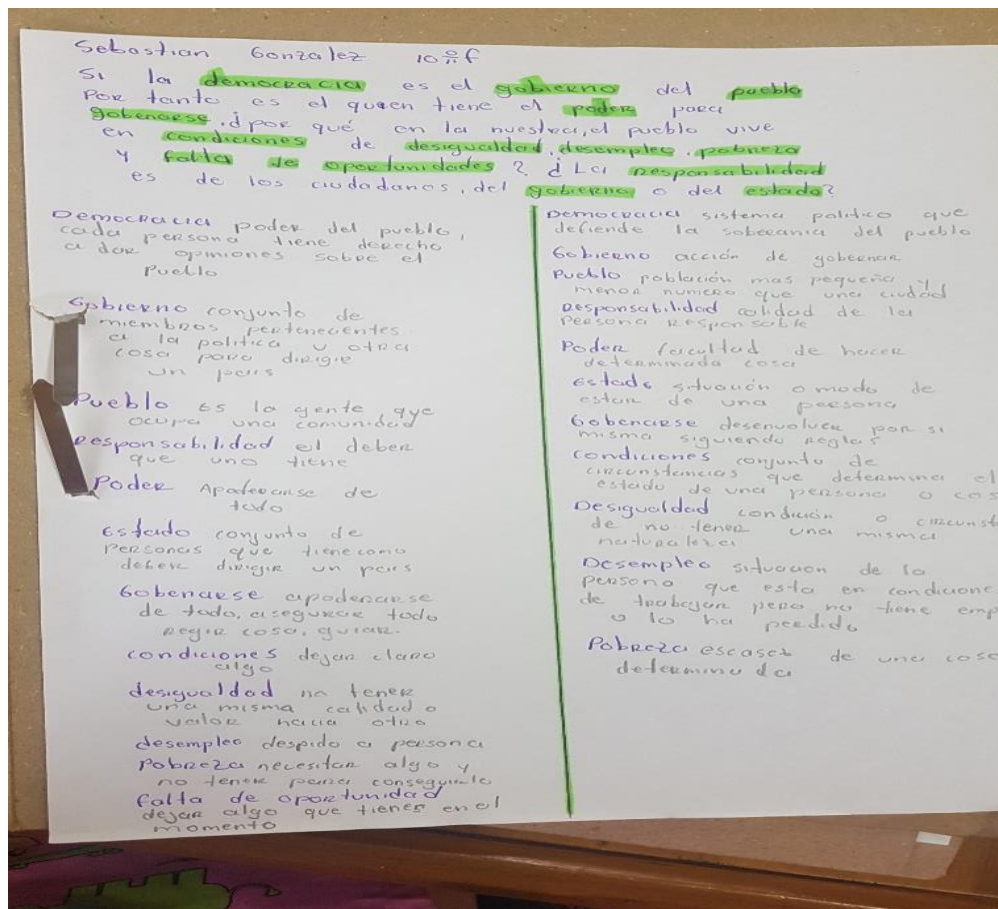 Sebastian Gonzalez 10°F
Si la democracia es el gobierno del pueblo
Por tanto es el quien tiene el poder para
gobenarse. ¿por qué en la nuestra, el pueblo vive
en condiciones de desigualdad, desempleo, pobreza
y falta de oportunidades? ¿La responsabilidad
es de los ciudadanos, del gobierno o del estado?
Democracia poder del pueblo,
cada persona tiene derecho
a dar opiniones sobre el
Pueblo
Gobierno conjunto de
miembros pertenecientes
a la politica u otra
cosa para dirigir
un pais
Pueblo es la gente, que
ocupa una comunidad
Responsabilidad el deber
que uno tiene
Poder Apoderarse de
todo
Estado conjunto de
Personas que tiene como
deber dirigir un pais
Gobenarse apoderarse
de todo, asegurar todo
regir cosa, guiar.
condiciones dejar claro
algo
desigualdad no tener
una misma calidad o
valor hacia otro
desempleo despido a persona
Pobreza necesitar algo y
no tener para conseguirlo
falta de oportunidad
dejar algo que tienes en el
momento
Democracia sistema politico que
defiende la soberania del pueblo
Gobierno acción de gobernar
Pueblo población mas pequeña y
menor numero que una ciudad
Responsabilidad calidad de la
Persona Responsable
Poder facultad de hacer
determinada cosa
Estado situación o modo de
estar de una persona
Gobenarse desenvolver por si
misma siguiendo reglas
condiciones conjunto de
circunstancias que determina el
estado de una persona o cos
Desigualdad condición o circunst
de no tener una misma
naturaleza
Desempleo situacion de la
persona que esta en condicione
de trabajar pero no tiene emp
o lo ha perdido
Pobreza escasez de una cosa
determinada